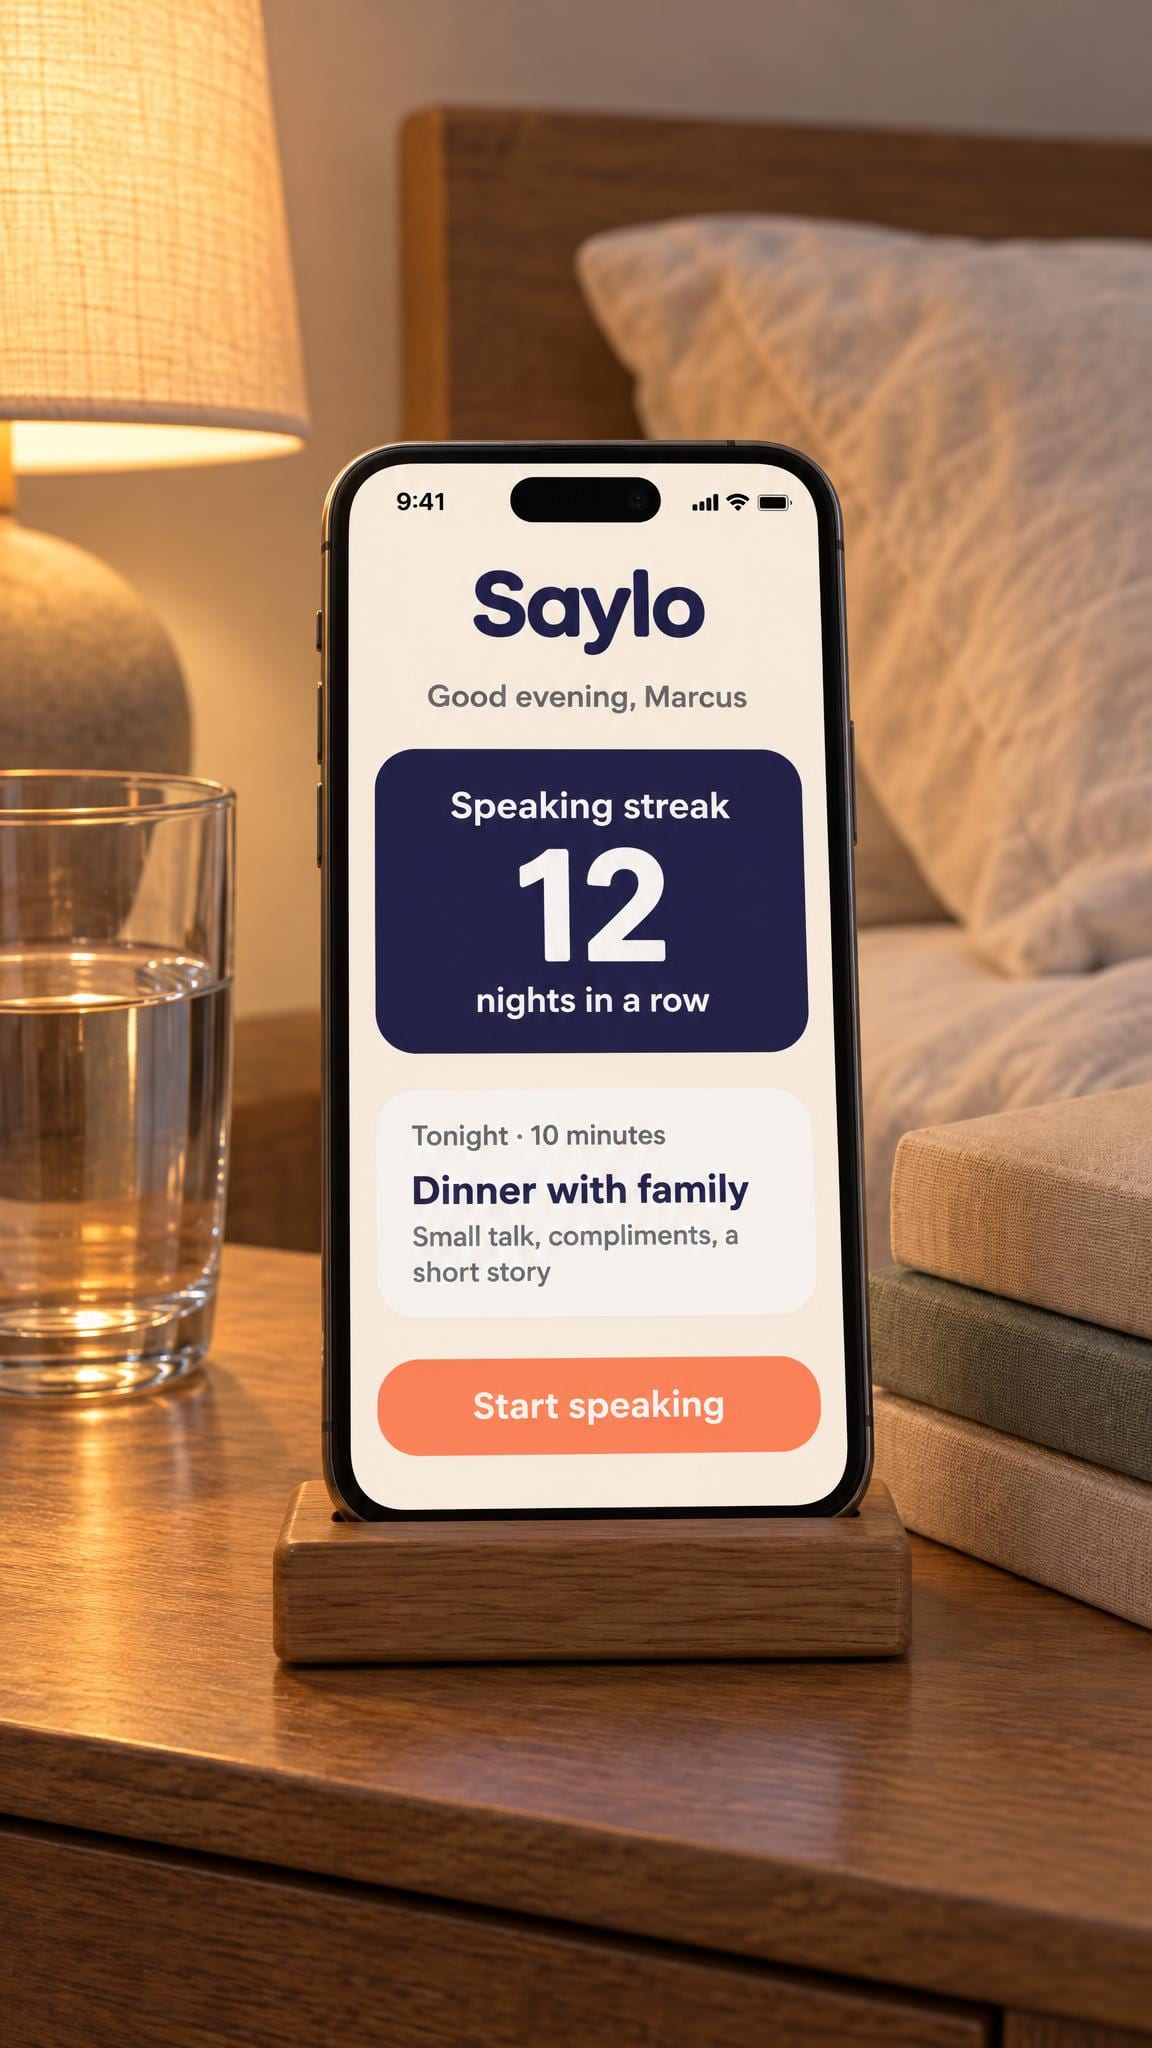 9:41
Saylo
Good evening, Marcus
Speaking streak
12
nights in a row
Tonight · 10 minutes
Dinner with family
Small talk, compliments, a
short story
Start speaking